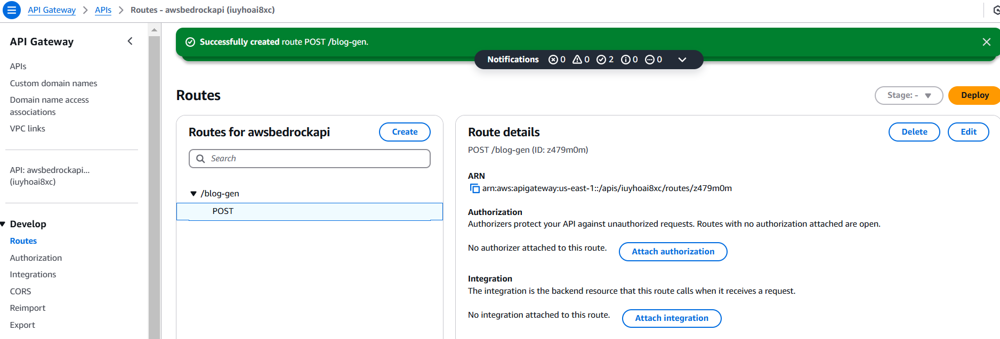 API Gateway > APIs > Routes - awsbedrockapi (iuyhoai8xc)
API Gateway
APIs
Custom domain names
Domain name access
associations
VPC links
API: awsbedrockapi...
(iuyhoai8xc)
Develop
Routes
Authorization
Integrations
CORS
Reimport
Export
Successfully created route POST /blog-gen.
Notifications 0 0 2 0 0
Routes
Stage: -
Deploy
Routes for awsbedrockapi
Create
Search
/blog-gen
POST
Route details
Delete
Edit
POST /blog-gen (ID: z479m0m)
ARN
arn:aws:apigateway:us-east-1::/apis/iuyhoai8xc/routes/z479m0m
Authorization
Authorizers protect your API against unauthorized requests. Routes with no authorization attached are open.
No authorizer attached to this route.
Attach authorization
Integration
The integration is the backend resource that this route calls when it receives a request.
No integration attached to this route.
Attach integration